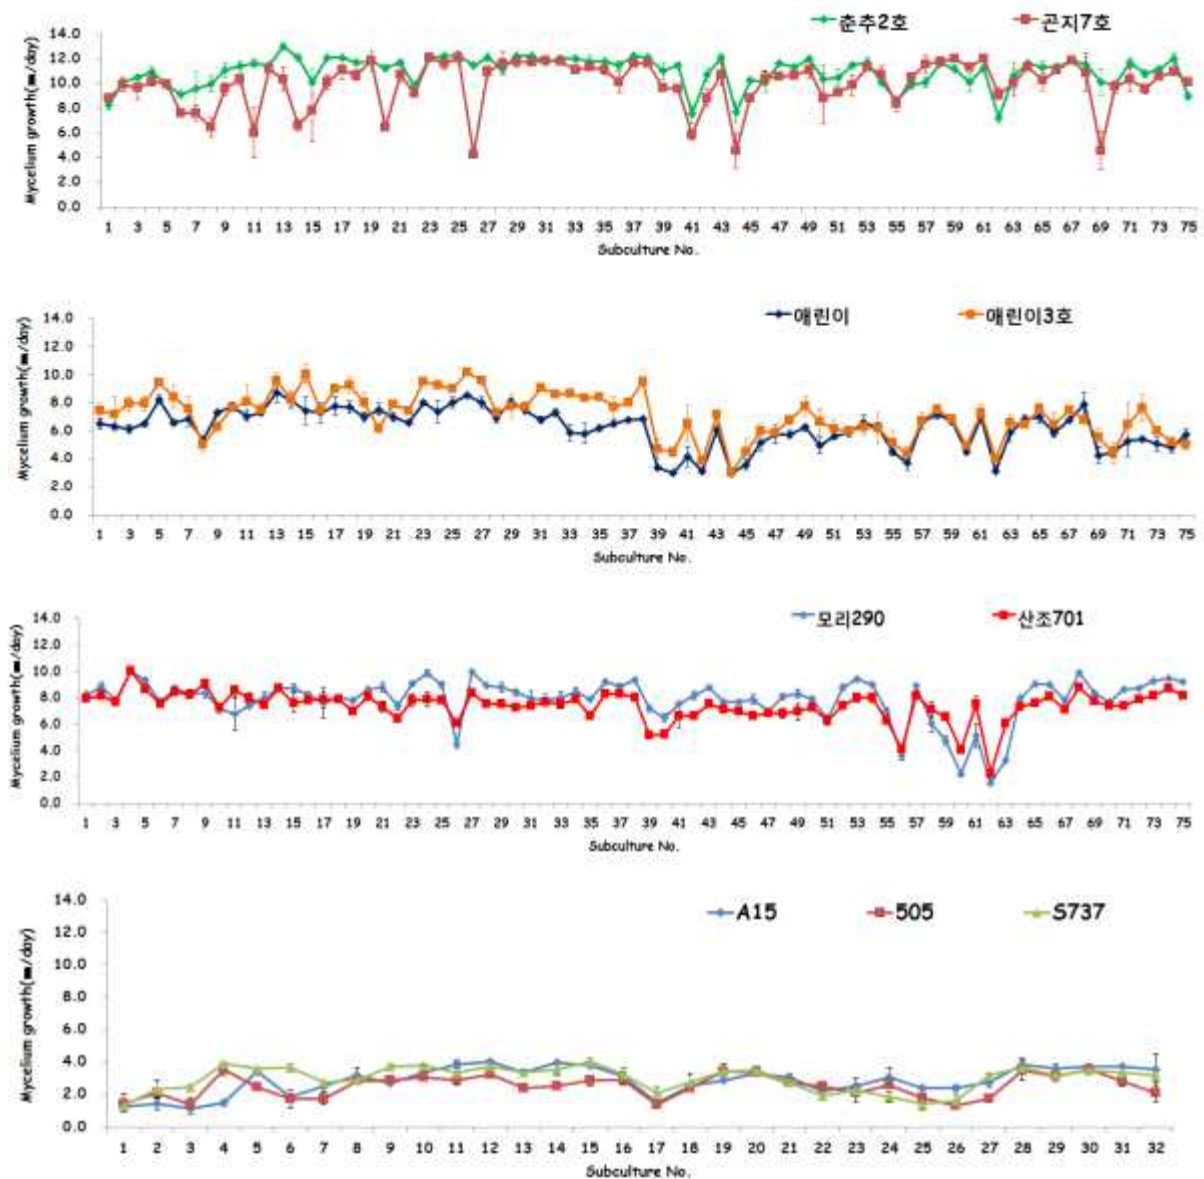 춘추2호 곤지7호
Mycelium growth(㎜/day)
14.0
12.0
10.0
8.0
6.0
4.0
2.0
0.0
1 3 5 7 9 11 13 15 17 19 21 23 25 27 29 31 33 35 37 39 41 43 45 47 49 51 53 55 57 59 61 63 65 67 69 71 73 75
Subculture No.
애린이 애린이3호
Mycelium growth(㎜/day)
14.0
12.0
10.0
8.0
6.0
4.0
2.0
0.0
1 3 5 7 9 11 13 15 17 19 21 23 25 27 29 31 33 35 37 39 41 43 45 47 49 51 53 55 57 59 61 63 65 67 69 71 73 75
Subculture No.
모리290 산조701
Mycelium growth(㎜/day)
14.0
12.0
10.0
8.0
6.0
4.0
2.0
0.0
1 3 5 7 9 11 13 15 17 19 21 23 25 27 29 31 33 35 37 39 41 43 45 47 49 51 53 55 57 59 61 63 65 67 69 71 73 75
Subculture No.
A15 505 S737
Mycelium growth(㎜/day)
14.0
12.0
10.0
8.0
6.0
4.0
2.0
0.0
1 2 3 4 5 6 7 8 9 10 11 12 13 14 15 16 17 18 19 20 21 22 23 24 25 26 27 28 29 30 31 32
Subculture No.